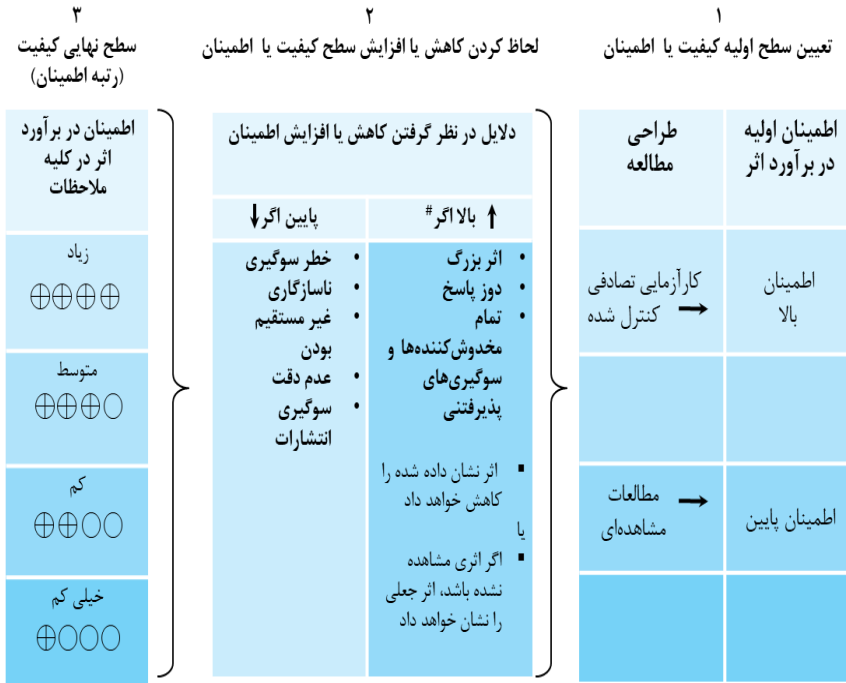 ۱
تعیین سطح اولیه کیفیت یا اطمینان
۲
لحاظ کردن کاهش یا افزایش سطح کیفیت یا اطمینان
۳
سطح نهایی کیفیت
(رتبه اطمینان)
اطمینان اولیه
در برآورد اثر
طراحی
مطالعه
اطمینان
بالا
کارآزمایی تصادفی
کنترل شده →
اطمینان پایین
مطالعات →
مشاهده‌ای
دلایل در نظر گرفتن کاهش یا افزایش اطمینان
↑ بالا اگر#
• اثر بزرگ
• دوز پاسخ
• تمام
مخدوش‌کننده‌ها و
سوگیری‌های
پذیرفتنی
▪ اثر نشان داده شده را
کاهش خواهد داد
یا
▪ اگر اثری مشاهده
نشده باشد، اثر جعلی
را نشان خواهد داد
پایین اگر↓
• خطر سوگیری
• ناسازگاری
• غیر مستقیم
بودن
• عدم دقت
• سوگیری
انتشارات
اطمینان در برآورد
اثر در کلیه
ملاحظات
زیاد
⊕⊕⊕⊕
متوسط
⊕⊕⊕○
کم
⊕⊕○○
خیلی کم
⊕○○○